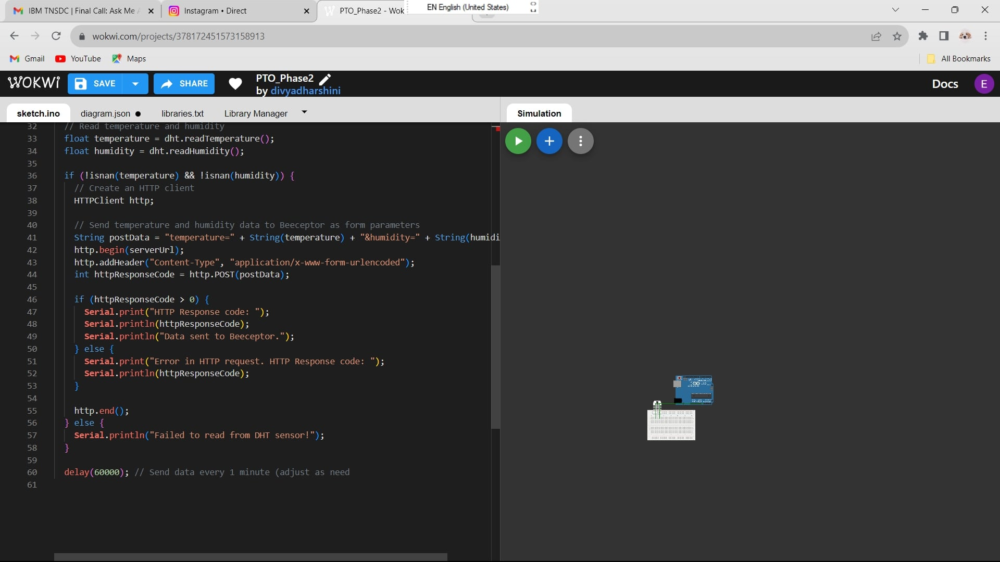 IBM TNSDC | Final Call: Ask Me A
Instagram • Direct
PTO_Phase2 - Wok
EN English (United States)
wokwi.com/projects/378172451573158913
Gmail
YouTube
Maps
All Bookmarks
WOKWi
SAVE
SHARE
PTO_Phase2
by divyadharshini
Docs
E
sketch.ino
diagram.json ●
libraries.txt
Library Manager
Simulation
32 // Read temperature and humidity
33 float temperature = dht.readTemperature();
34 float humidity = dht.readHumidity();
35
36 if (!isnan(temperature) && !isnan(humidity)) {
37 // Create an HTTP client
38 HTTPClient http;
39
40 // Send temperature and humidity data to Beeceptor as form parameters
41 String postData = "temperature=" + String(temperature) + "&humidity=" + String(humidi
42 http.begin(serverUrl);
43 http.addHeader("Content-Type", "application/x-www-form-urlencoded");
44 int httpResponseCode = http.POST(postData);
45
46 if (httpResponseCode > 0) {
47 Serial.print("HTTP Response code: ");
48 Serial.println(httpResponseCode);
49 Serial.println("Data sent to Beeceptor.");
50 } else {
51 Serial.print("Error in HTTP request. HTTP Response code: ");
52 Serial.println(httpResponseCode);
53 }
54
55 http.end();
56 } else {
57 Serial.println("Failed to read from DHT sensor!");
58 }
59
60 delay(60000); // Send data every 1 minute (adjust as need
61